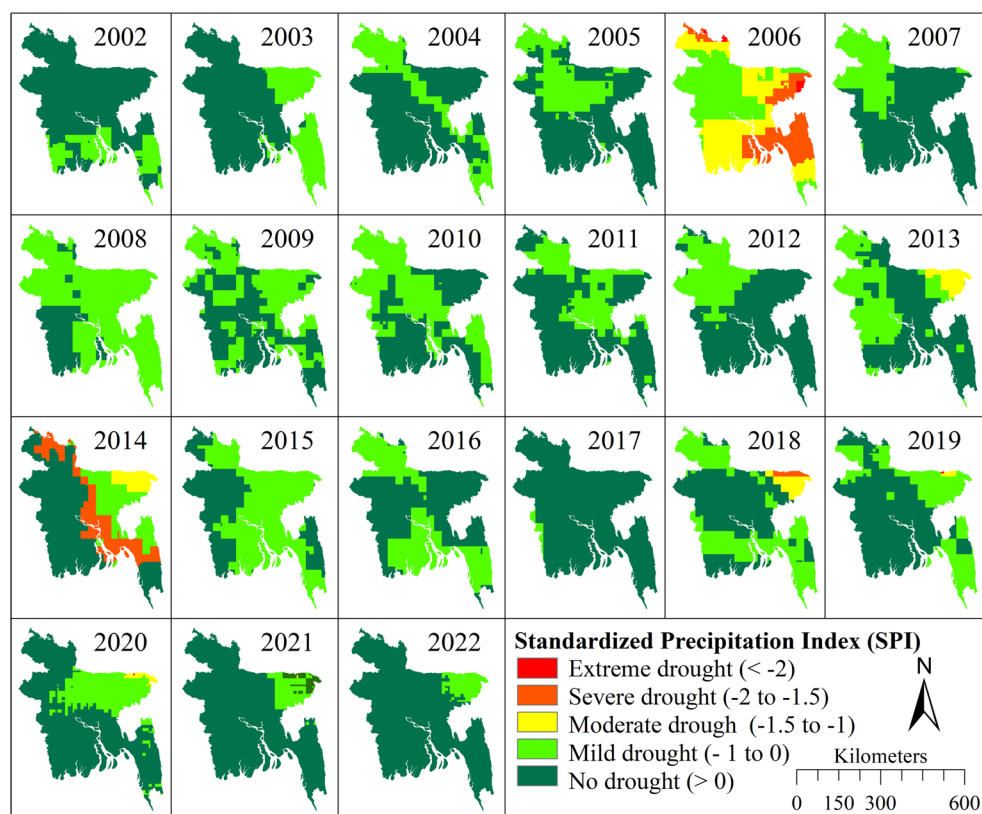 2002
2003
2004
2005
2006
2007
2008
2009
2010
2011
2012
2013
2014
2015
2016
2017
2018
2019
2020
2021
2022
Standardized Precipitation Index (SPI)
Extreme drought (< -2)
Severe drought (-2 to -1.5)
Moderate drough (-1.5 to -1)
Mild drought (- 1 to 0)
No drought (> 0)
N
Kilometers
0 150 300 600